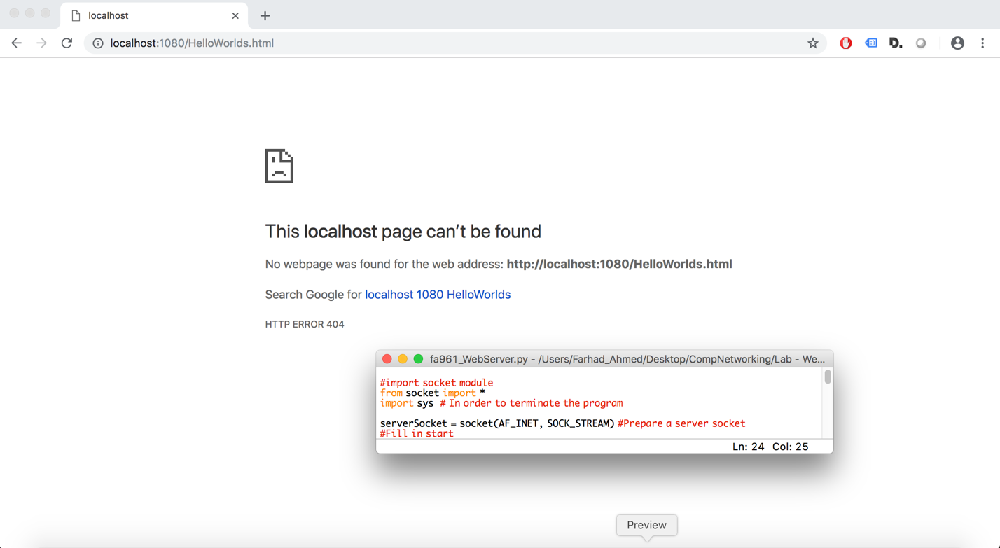 localhost
localhost:1080/HelloWorlds.html
D.
This localhost page can’t be found
No webpage was found for the web address: http://localhost:1080/HelloWorlds.html
Search Google for localhost 1080 HelloWorlds
HTTP ERROR 404
fa961_WebServer.py - /Users/Farhad_Ahmed/Desktop/CompNetworking/Lab - We...
#import socket module
from socket import *
import sys # In order to terminate the program
serverSocket = socket(AF_INET, SOCK_STREAM) #Prepare a server socket
#Fill in start
Ln: 24 Col: 25
Preview